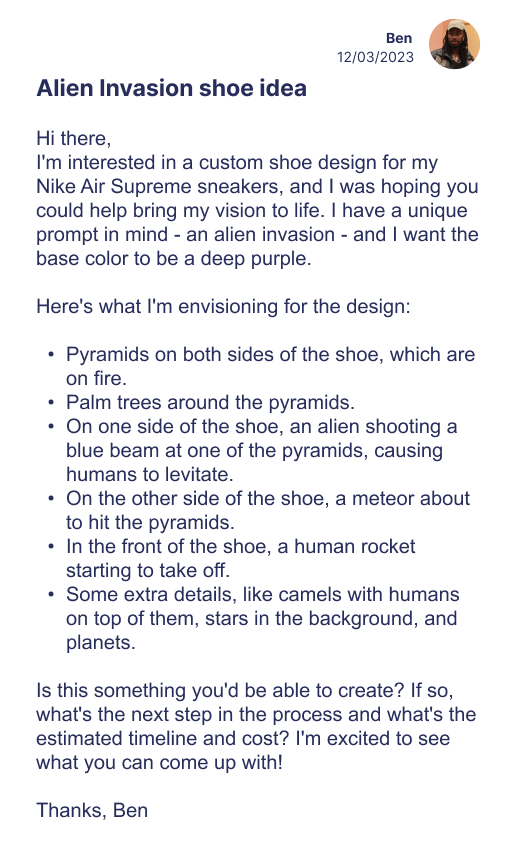 Ben
12/03/2023
Alien Invasion shoe idea
Hi there,
I'm interested in a custom shoe design for my
Nike Air Supreme sneakers, and I was hoping you
could help bring my vision to life. I have a unique
prompt in mind - an alien invasion - and I want the
base color to be a deep purple.
Here's what I'm envisioning for the design:
• Pyramids on both sides of the shoe, which are
on fire.
• Palm trees around the pyramids.
• On one side of the shoe, an alien shooting a
blue beam at one of the pyramids, causing
humans to levitate.
• On the other side of the shoe, a meteor about
to hit the pyramids.
• In the front of the shoe, a human rocket
starting to take off.
• Some extra details, like camels with humans
on top of them, stars in the background, and
planets.
Is this something you'd be able to create? If so,
what's the next step in the process and what's the
estimated timeline and cost? I'm excited to see
what you can come up with!
Thanks, Ben